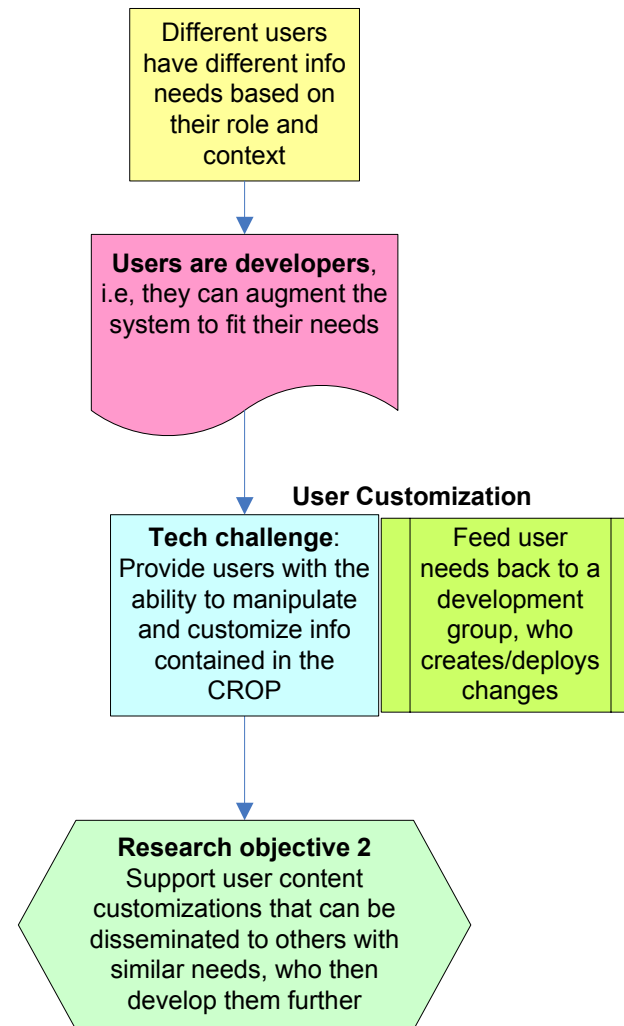 Different users
have different info
needs based on
their role and
context
Users are developers,
i.e, they can augment the
system to fit their needs
User Customization
Tech challenge:
Provide users with the
ability to manipulate
and customize info
contained in the
CROP
Feed user
needs back to a
development
group, who
creates/deploys
changes
Research objective 2
Support user content
customizations that can be
disseminated to others with
similar needs, who then
develop them further